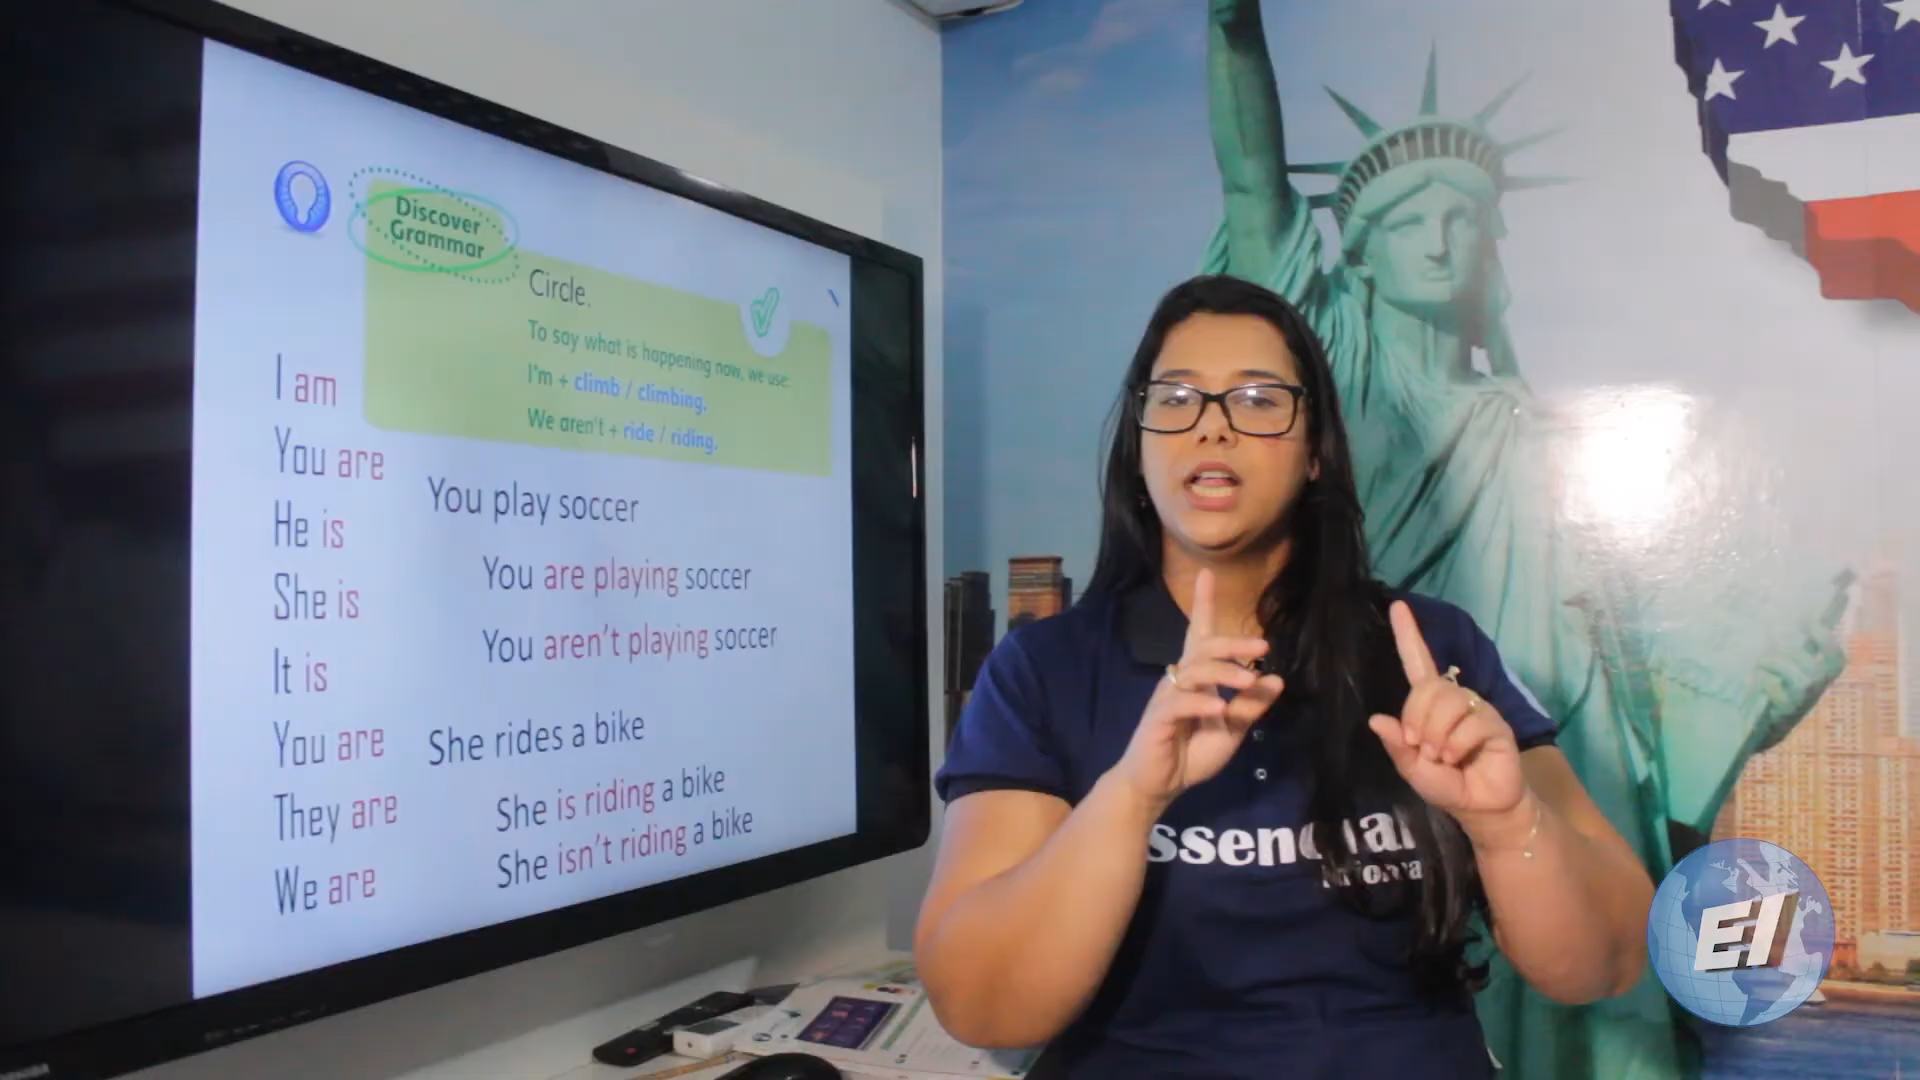 Discover
Grammar
Circle.
To say what is happening now, we use:
I'm + climb / climbing.
We aren't + ride / riding.
I am
You are
He is
She is
It is
You are
They are
We are
You play soccer
You are playing soccer
You aren't playing soccer
She rides a bike
She is riding a bike
She isn't riding a bike
EI